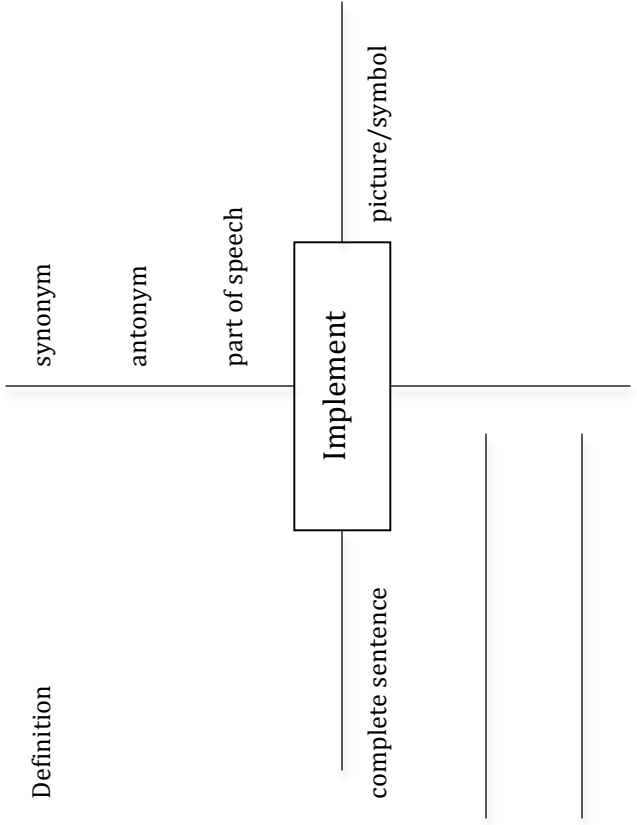 Definition
synonym
antonym
part of speech
Implement
complete sentence
picture/symbol